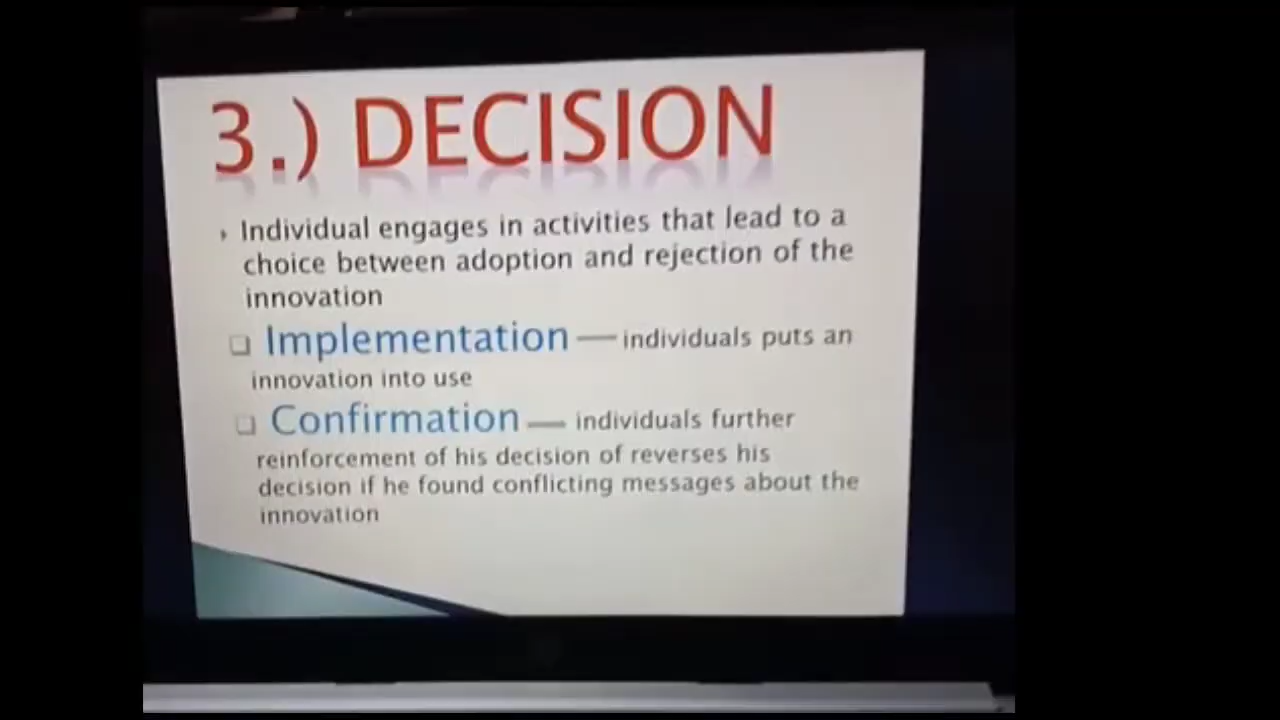 3.) DECISION
Individual engages in activities that lead to a
choice between adoption and rejection of the
innovation
Implementation — individuals puts an
innovation into use
Confirmation — individuals further
reinforcement of his decision of reverses his
decision if he found conflicting messages about the
innovation